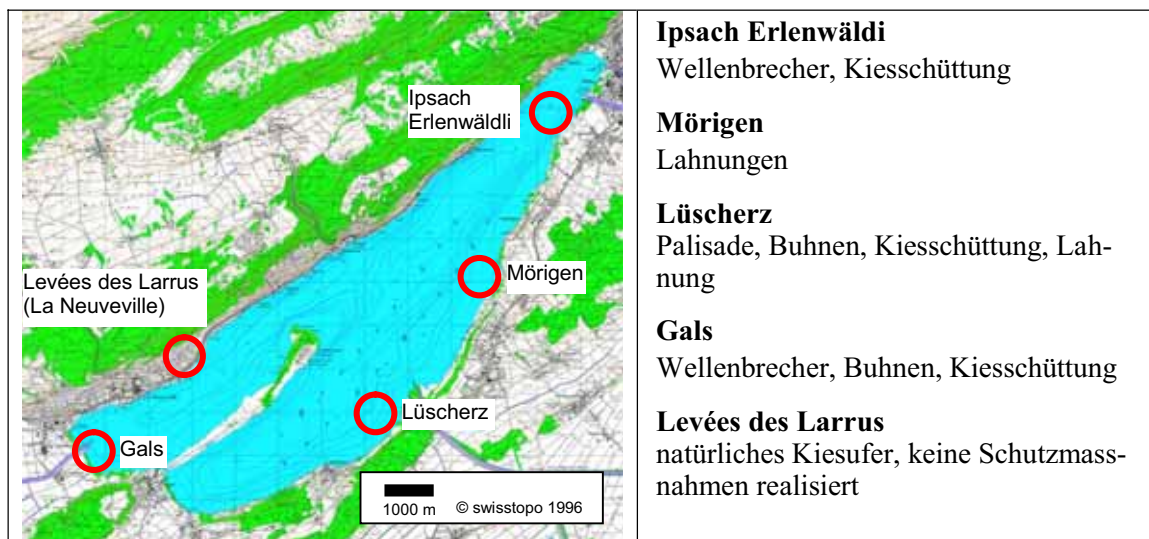 Ipsach
Erlenwäldli
Mörigen
Levées des Larrus
(La Neuveville)
Lüscherz
Gals
1000 m © swisstopo 1996
Ipsach Erlenwäldi
Wellenbrecher, Kiesschüttung
Mörigen
Lahnungen
Lüscherz
Palisade, Buhnen, Kiesschüttung, Lah-
nung
Gals
Wellenbrecher, Buhnen, Kiesschüttung
Levées des Larrus
natürliches Kiesufer, keine Schutzmass-
nahmen realisiert